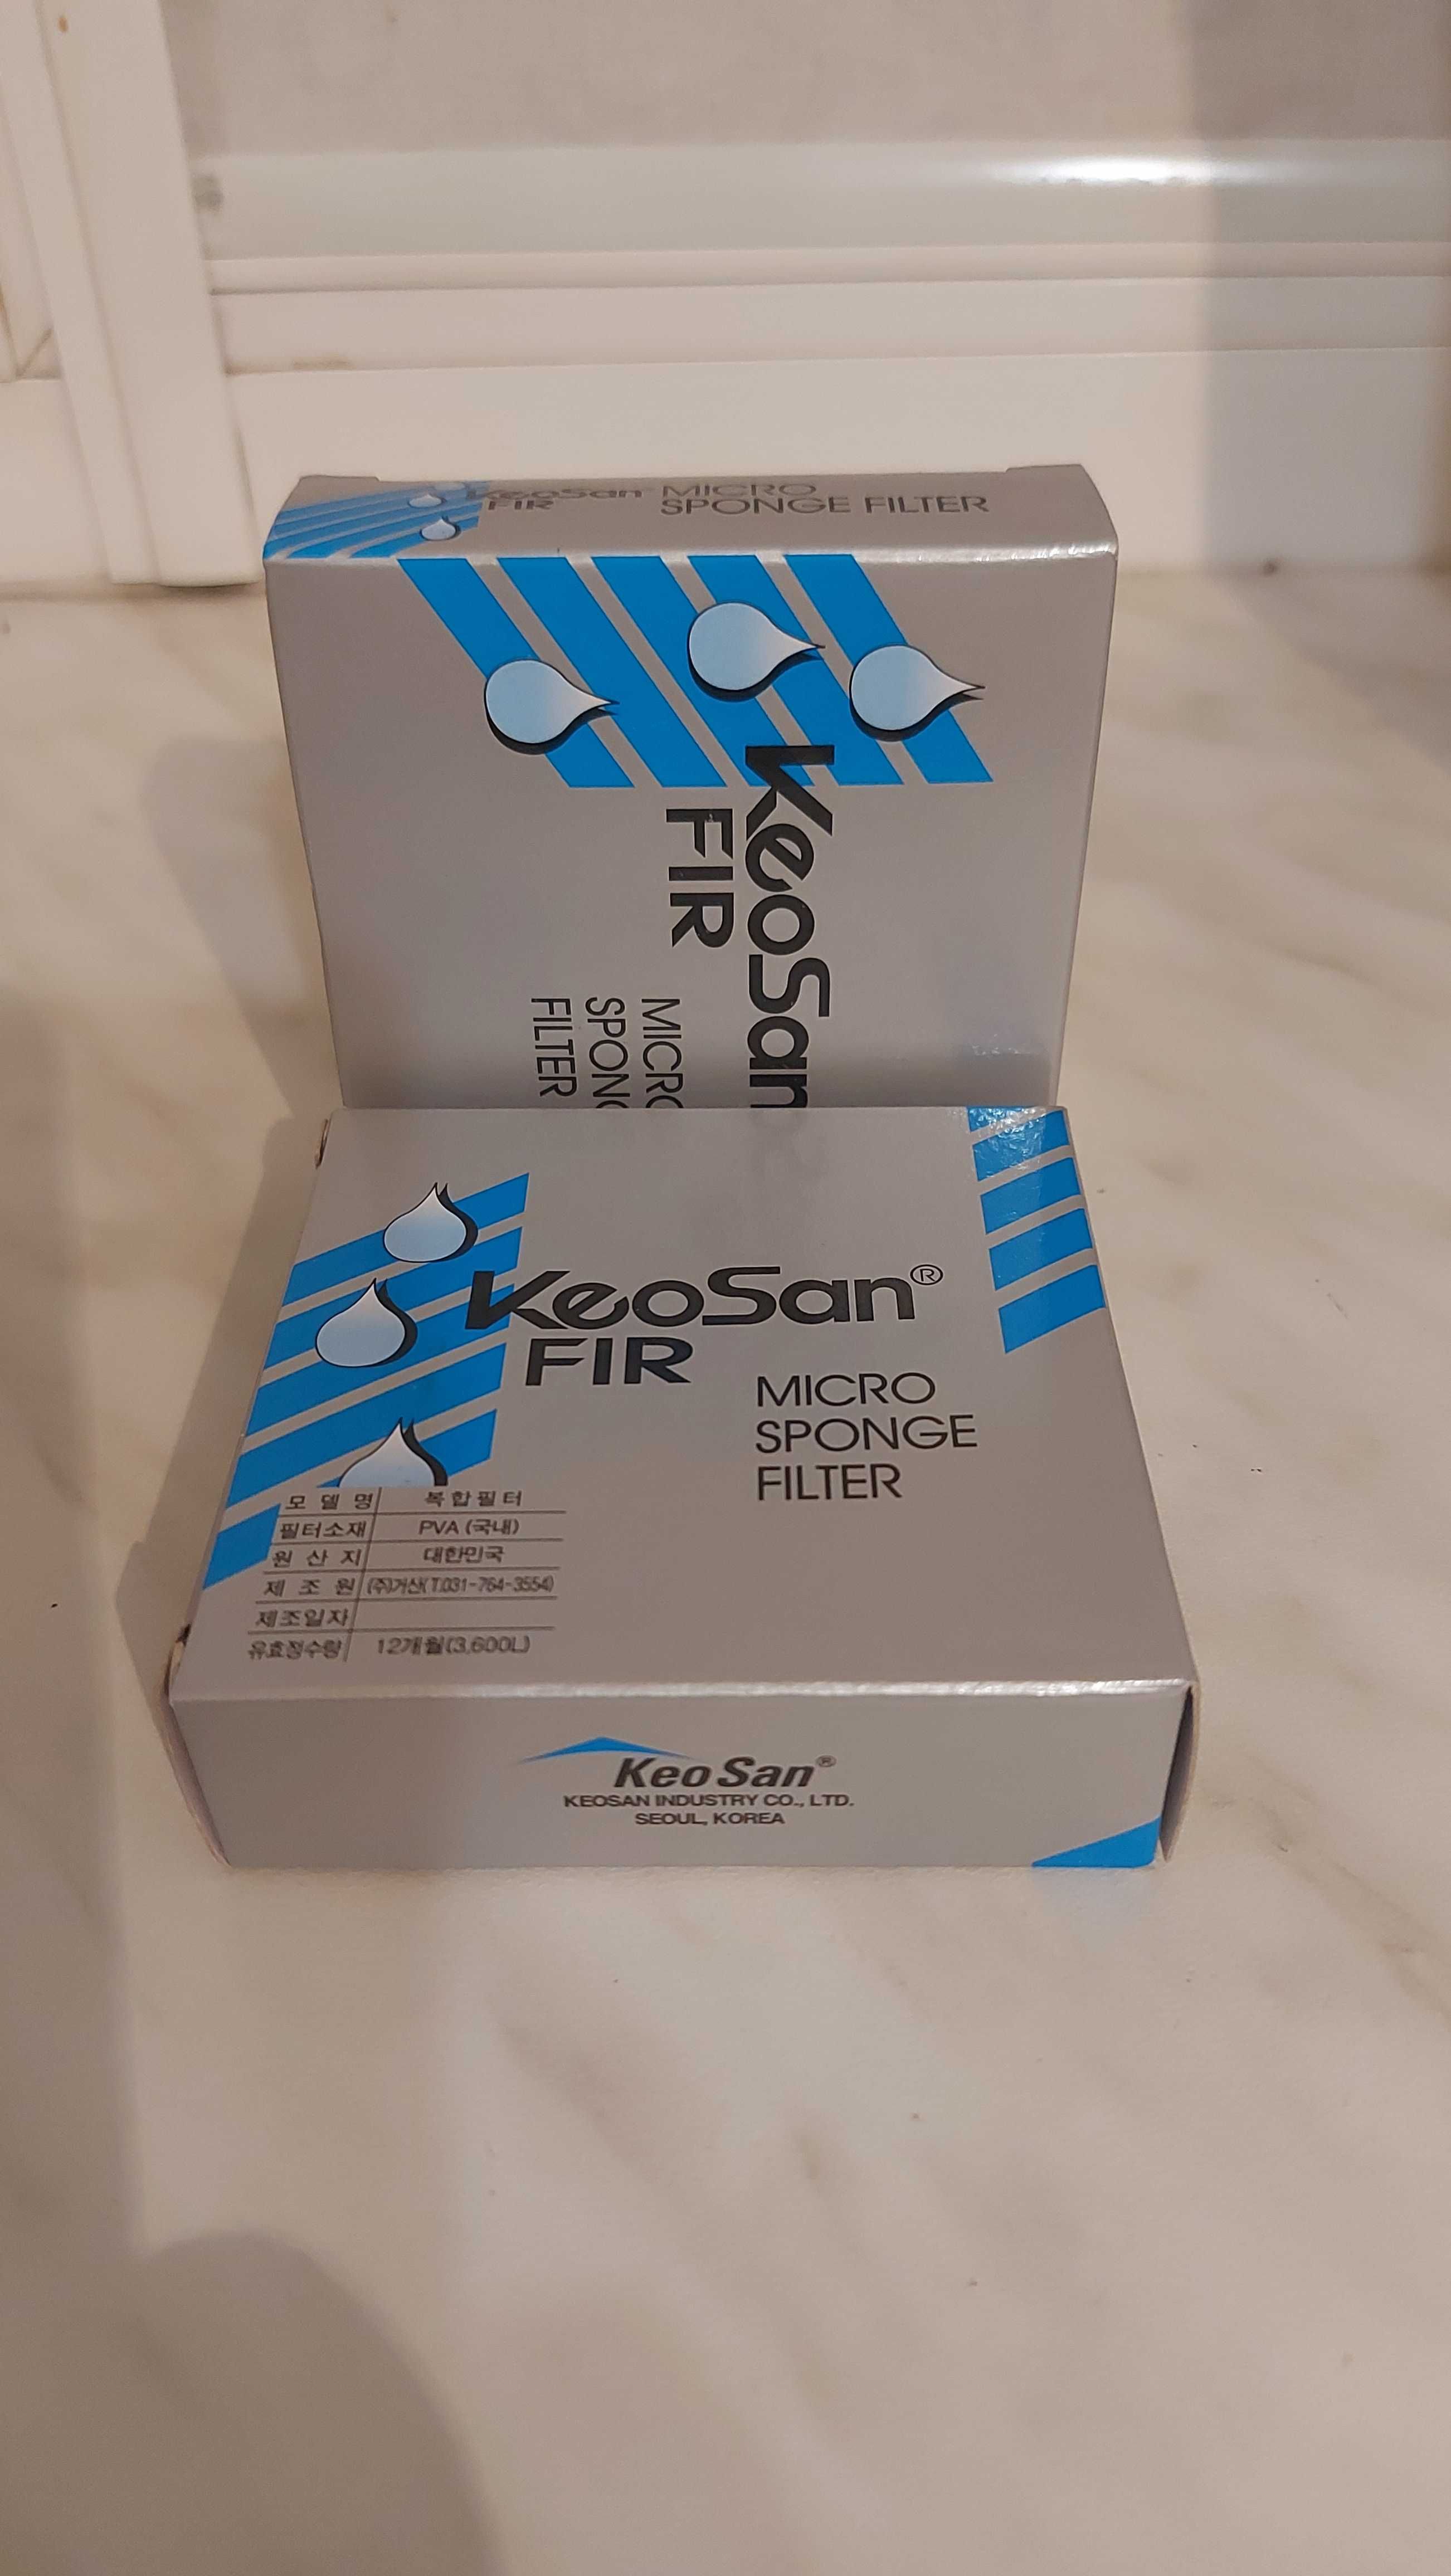 KeoSan MICRO
FIR SPONGE FILTER
KeoSan
FIR
MICRO
SPONG
FILTER
KeoSan®
FIR
MICRO
SPONGE
FILTER
모 델 명 복합필터
필터소재 PVA (국내)
원 산 지 대한민국
제 조 원 (주)거산(T.031-764-3554)
제조일자
유효정수량 12개월(3,600L)
KeoSan®
KEOSAN INDUSTRY CO., LTD.
SEOUL, KOREA